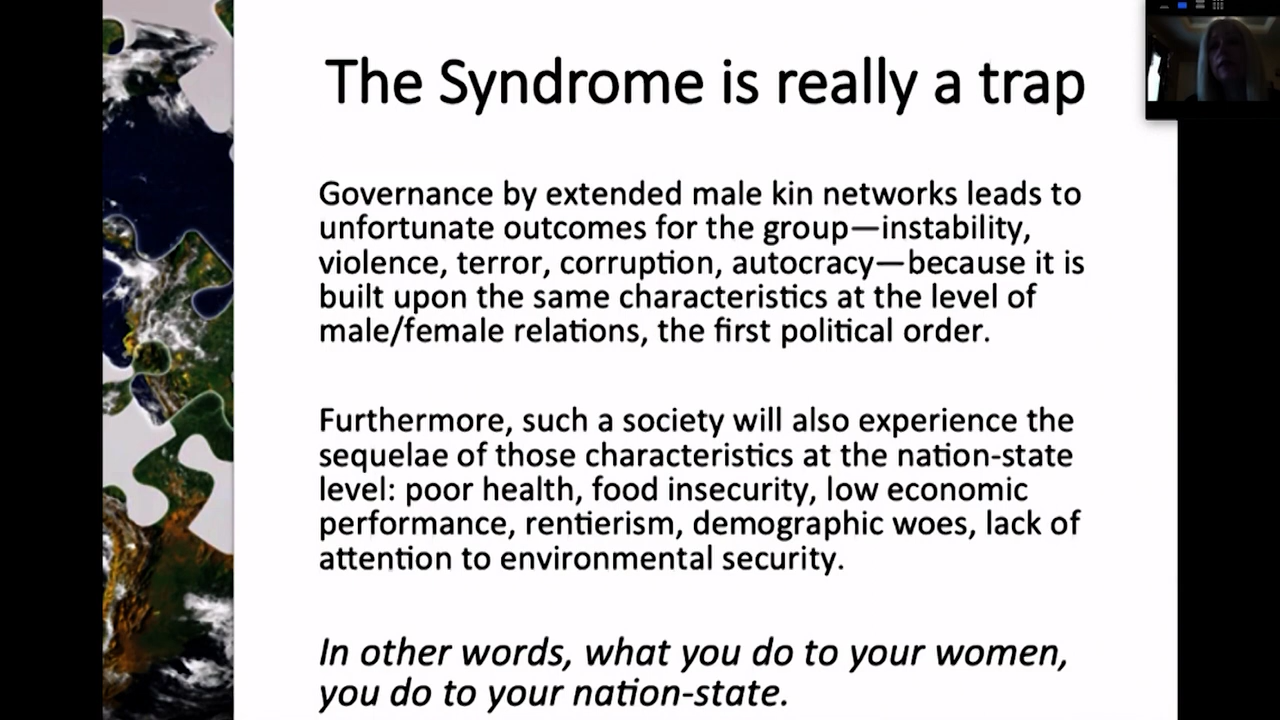 The Syndrome is really a trap
Governance by extended male kin networks leads to
unfortunate outcomes for the group—instability,
violence, terror, corruption, autocracy—because it is
built upon the same characteristics at the level of
male/female relations, the first political order.
Furthermore, such a society will also experience the
sequelae of those characteristics at the nation-state
level: poor health, food insecurity, low economic
performance, rentierism, demographic woes, lack of
attention to environmental security.
In other words, what you do to your women,
you do to your nation-state.